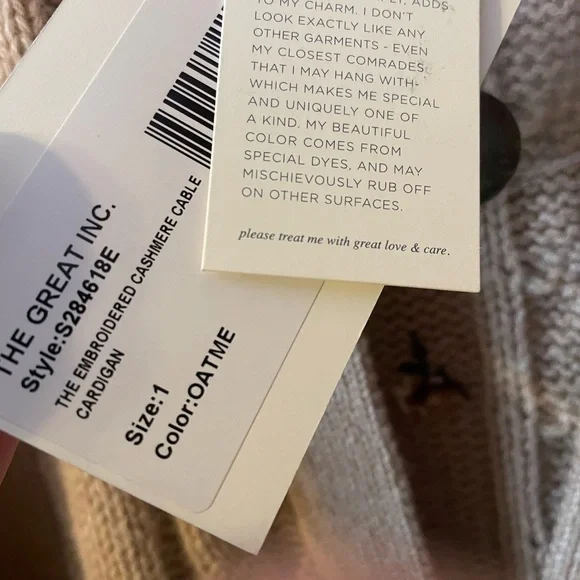 ADDS
TO MY CHARM. I DON'T
LOOK EXACTLY LIKE ANY
OTHER GARMENTS - EVEN
MY CLOSEST COMRADES
THAT I MAY HANG WITH-
WHICH MAKES ME SPECIAL
AND UNIQUELY ONE OF
A KIND. MY BEAUTIFUL
COLOR COMES FROM
SPECIAL DYES, AND MAY
MISCHIEVOUSLY RUB OFF
ON OTHER SURFACES.
please treat me with great love & care.
THE GREAT INC.
Style:S284618E
THE EMBROIDERED CASHMERE CABLE
CARDIGAN
Size:1
Color:OATME